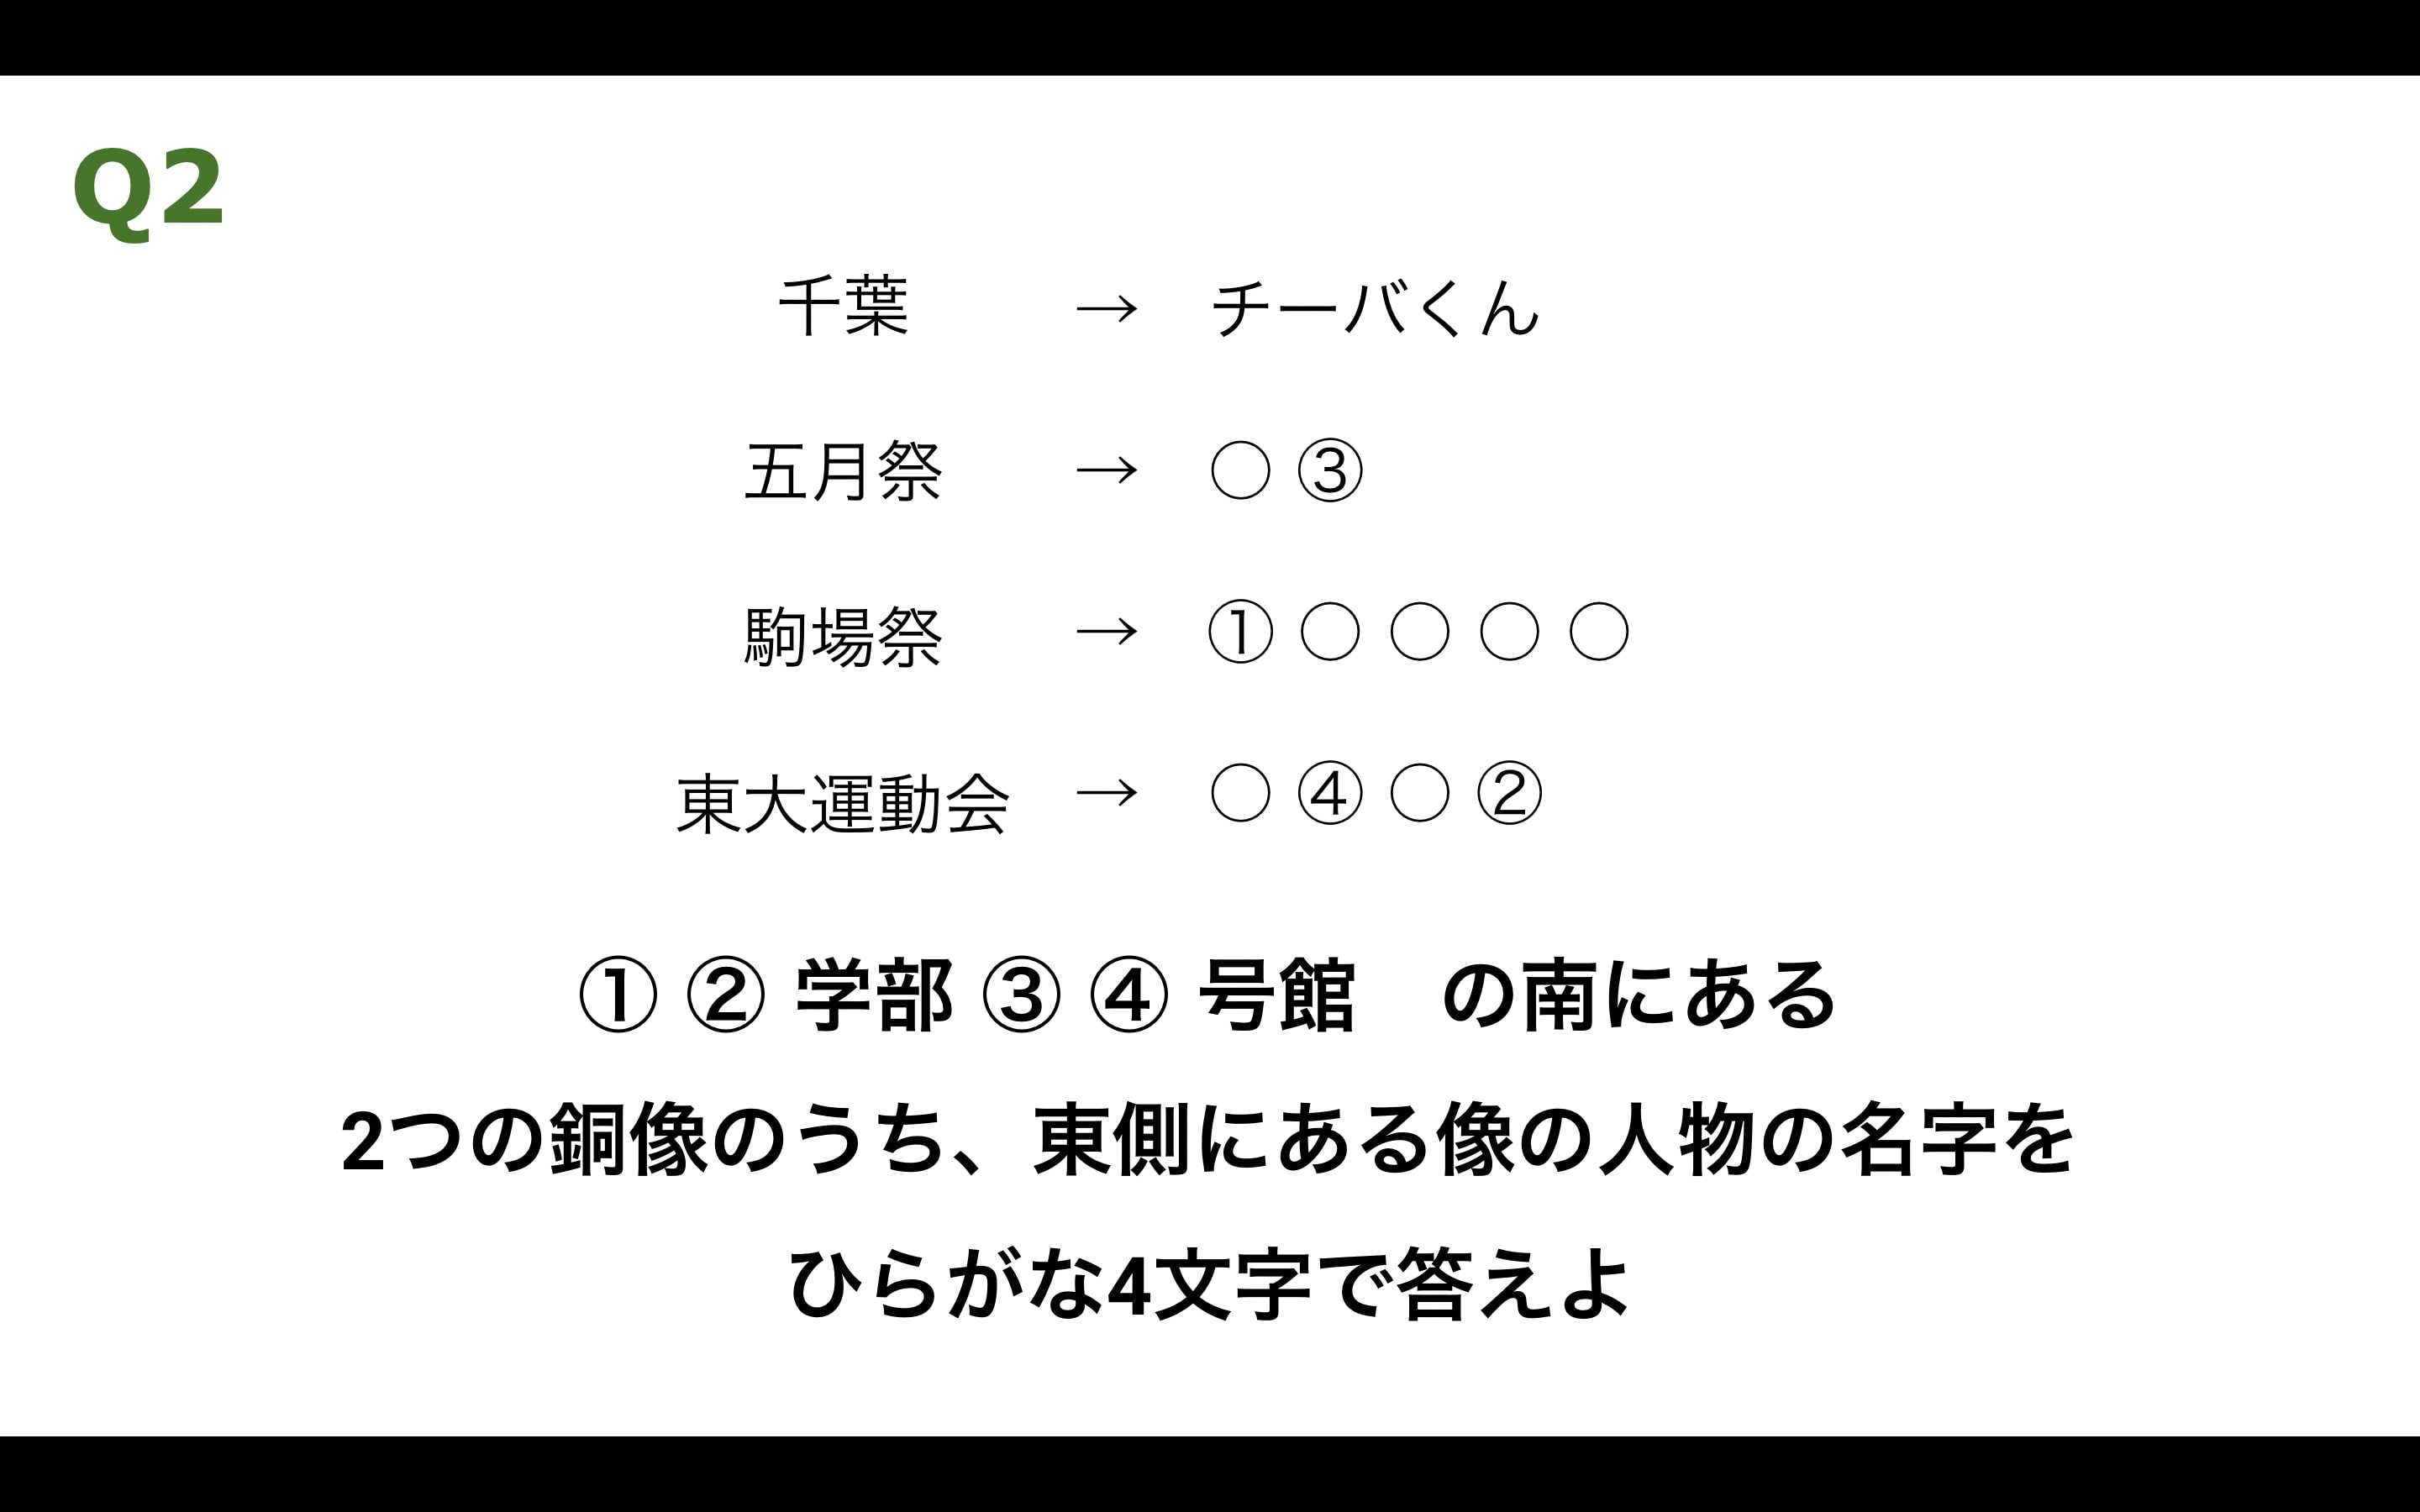 Q2
千葉 → チーバくん
五月祭 → ○ ③
駒場祭 → ① ○ ○ ○ ○
東大運動会 → ○ ④ ○ ②
① ② 学部 ③ ④ 号館 の南にある
2つの銅像のうち、東側にある像の人物の名字を
ひらがな4文字で答えよ